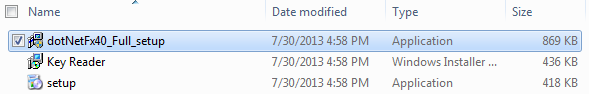 Name Date modified Type Size
dotNetFx40_Full_setup 7/30/2013 4:58 PM Application 869 KB
Key Reader 7/30/2013 4:58 PM Windows Installer ... 436 KB
setup 7/30/2013 4:58 PM Application 418 KB